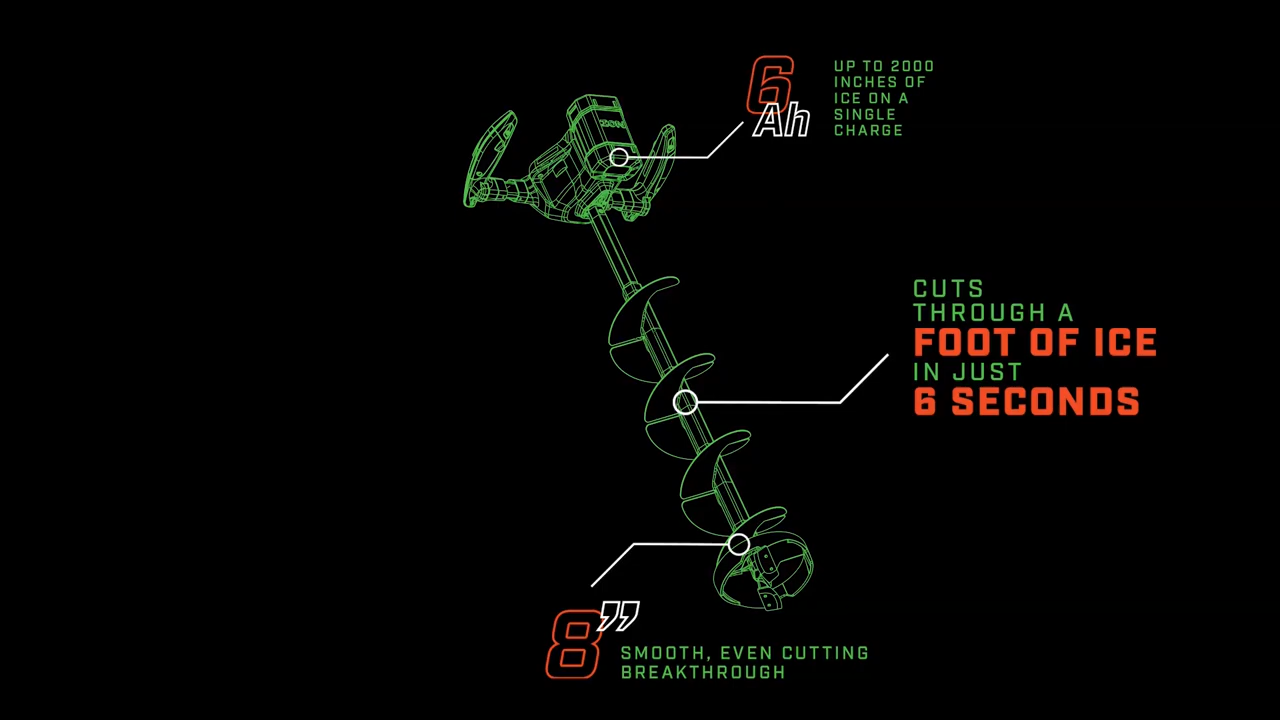 6
Ah
UP TO 2000
INCHES OF
ICE ON A
SINGLE
CHARGE
ION
CUTS
THROUGH A
FOOT OF ICE
IN JUST
6 SECONDS
8”
SMOOTH, EVEN CUTTING
BREAKTHROUGH